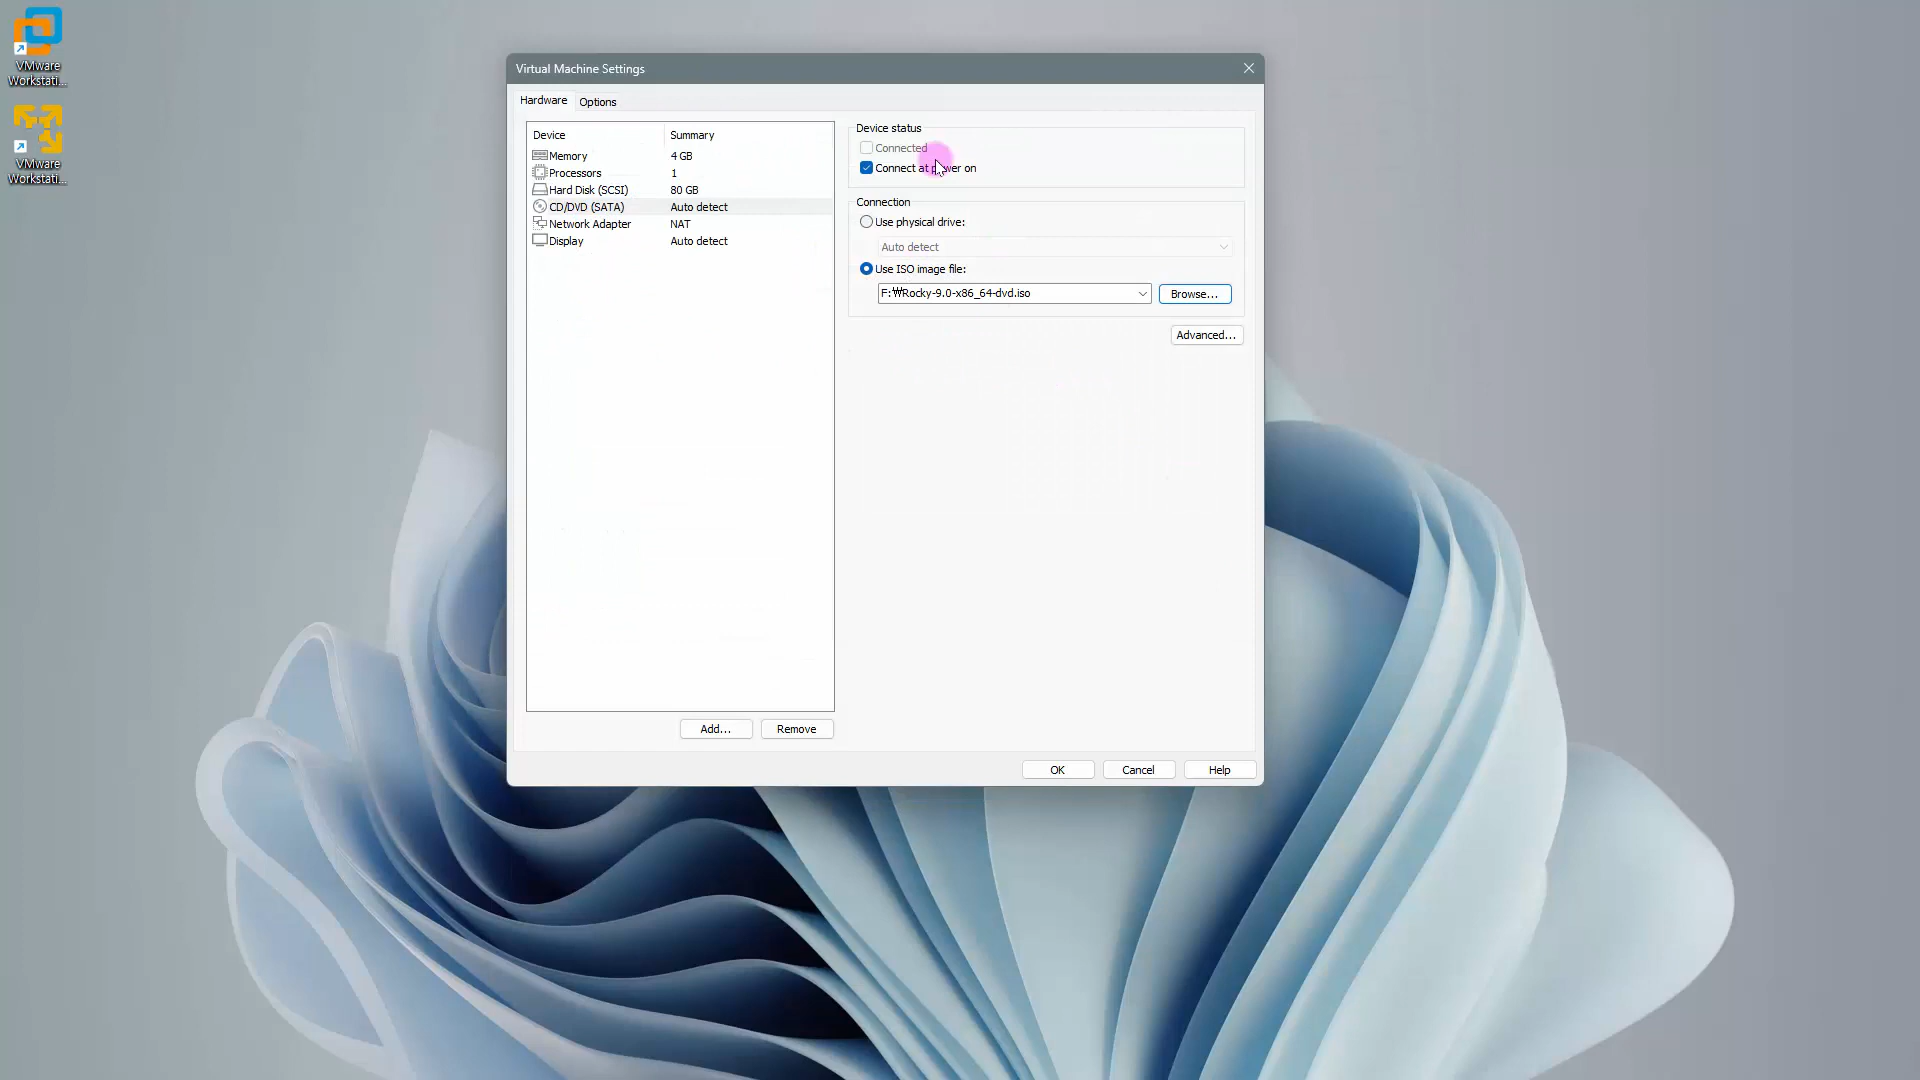 VMware
Workstati...
VMware
Workstati...
Virtual Machine Settings
Hardware
Options
Device Summary
Memory 4 GB
Processors 1
Hard Disk (SCSI) 80 GB
CD/DVD (SATA) Auto detect
Network Adapter NAT
Display Auto detect
Add...
Remove
Device status
Connected
Connect at power on
Connection
Use physical drive:
Auto detect
Use ISO image file:
F:₩Rocky-9.0-x86_64-dvd.iso
Browse...
Advanced...
OK
Cancel
Help